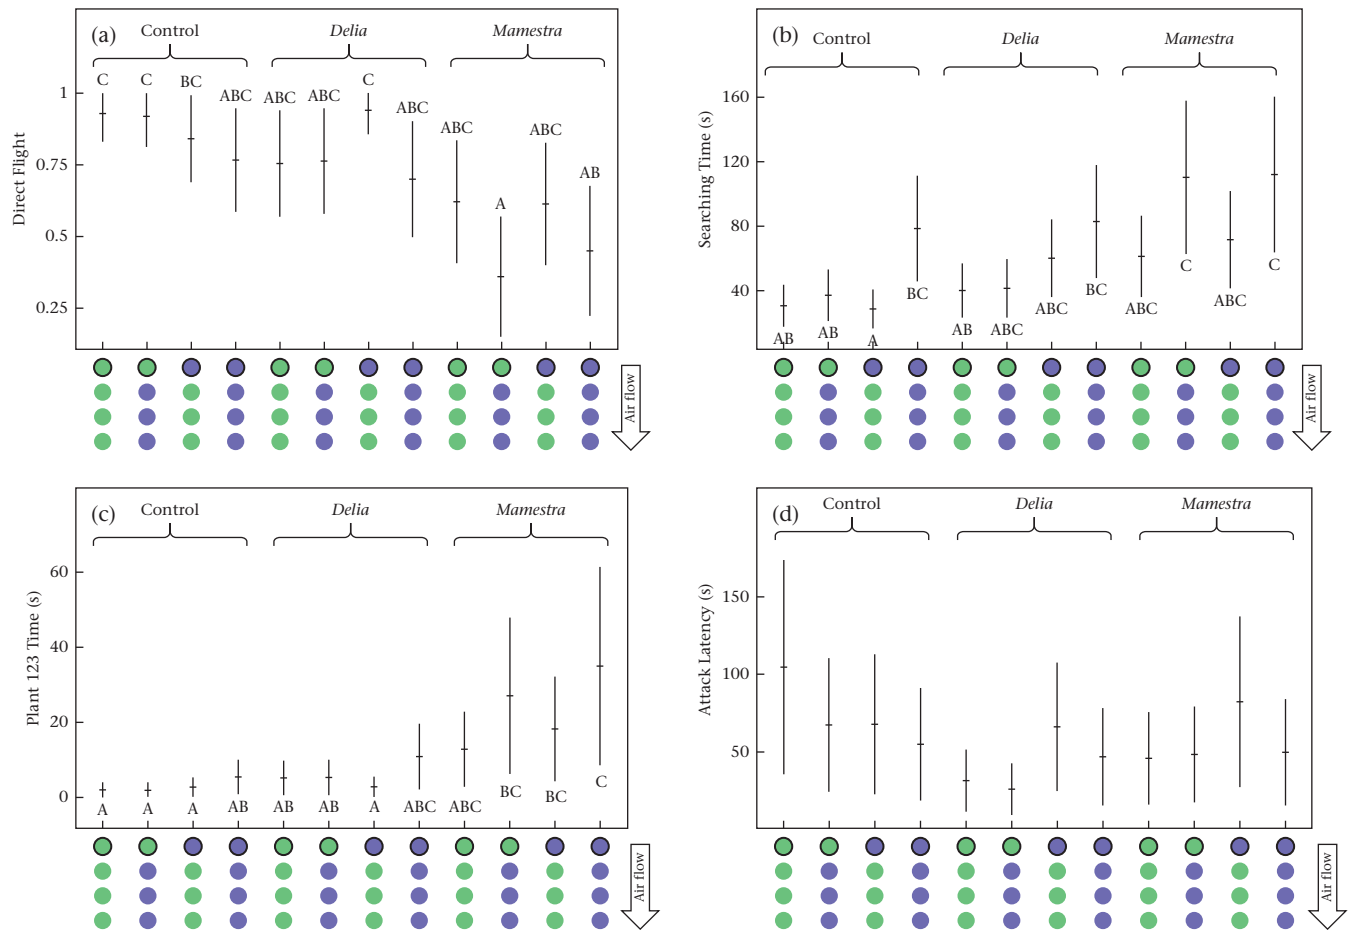 (a)
Control
Delia
Mamestra
C
C
BC
ABC
ABC
ABC
C
ABC
ABC
A
ABC
AB
1
0.75
0.5
0.25
Direct Flight
Air flow
(b)
Control
Delia
Mamestra
160
120
80
40
Searching Time (s)
AB
AB
A
BC
AB
ABC
ABC
BC
ABC
C
ABC
C
Air flow
(c)
Control
Delia
Mamestra
60
40
20
0
Plant 123 Time (s)
A
A
A
AB
AB
AB
A
ABC
ABC
BC
BC
C
Air flow
(d)
Control
Delia
Mamestra
150
100
50
Attack Latency (s)
Air flow